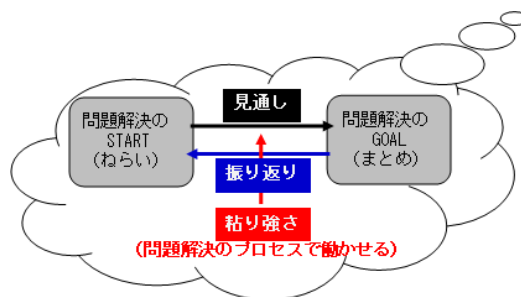 見通し
問題解決の
START
(ねらい)
問題解決の
GOAL
(まとめ)
振り返り
粘り強さ
(問題解決のプロセスで働かせる)